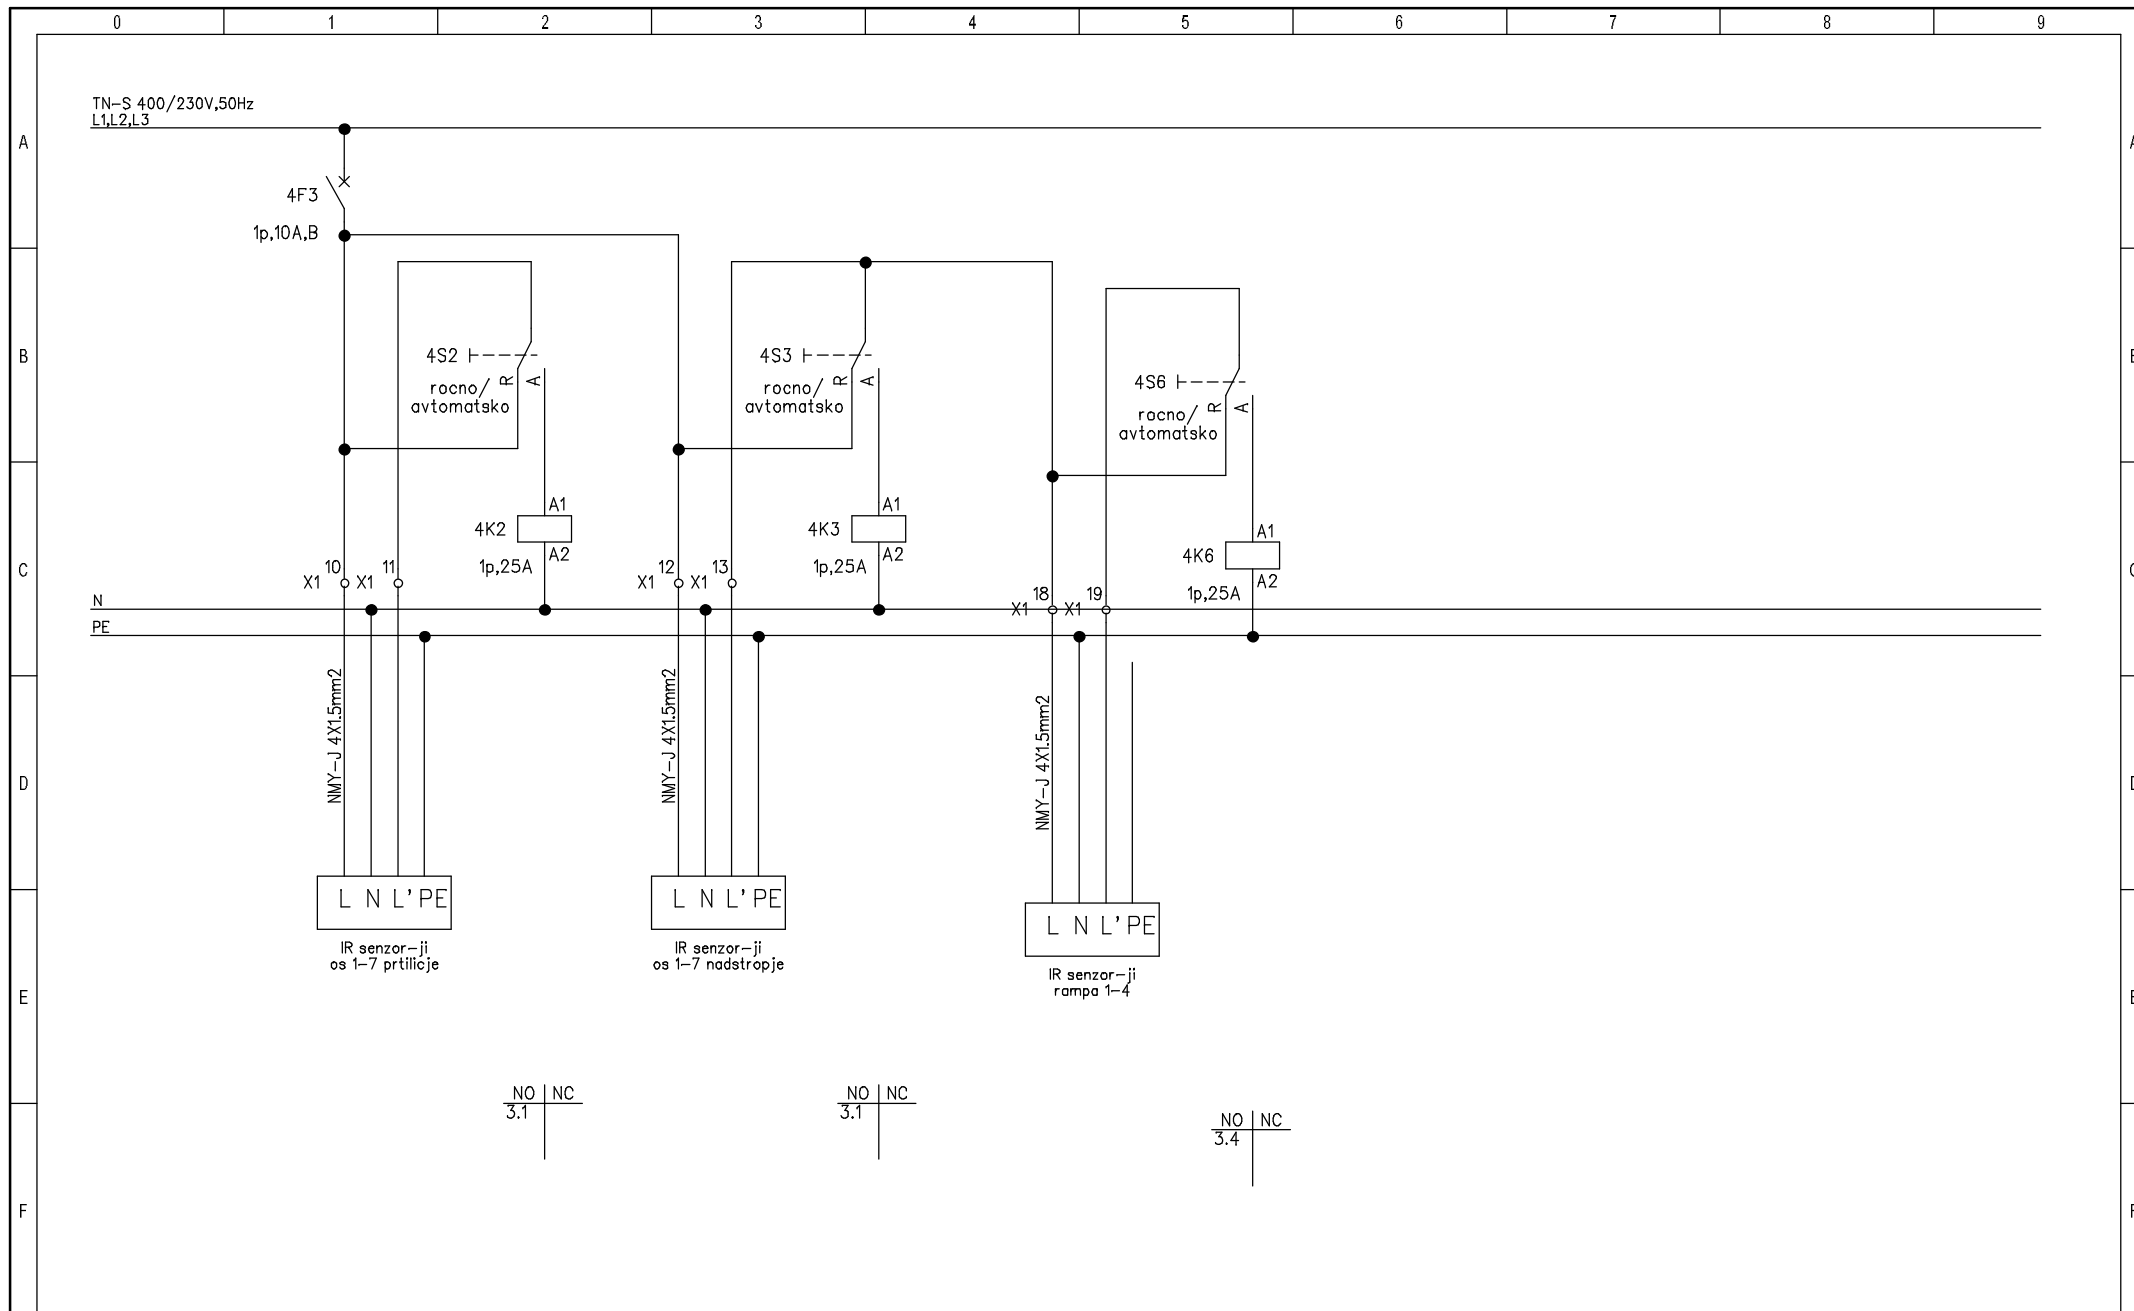 0 1 2 3 4 5 6 7 8 9
TN-S 400/230V,50Hz
L1,L2,L3
A
4F3
1p,10A,B
B
4S2 R A
rocno/
avtomatsko
4S3 R A
rocno/
avtomatsko
4S6 R A
rocno/
avtomatsko
C
4K2 A1
A2
1p,25A
4K3 A1
A2
1p,25A
4K6 A1
A2
1p,25A
X1 10 X1 11
X1 12 X1 13
X1 18 X1 19
N
PE
D
NMY-J 4X1.5mm2
NMY-J 4X1.5mm2
NMY-J 4X1.5mm2
L N L' PE
IR senzor-ji
os 1-7 prtilicje
L N L' PE
IR senzor-ji
os 1-7 nadstropje
L N L' PE
IR senzor-ji
rampa 1-4
E
NO NC
3.1
NO NC
3.1
NO NC
3.4
F